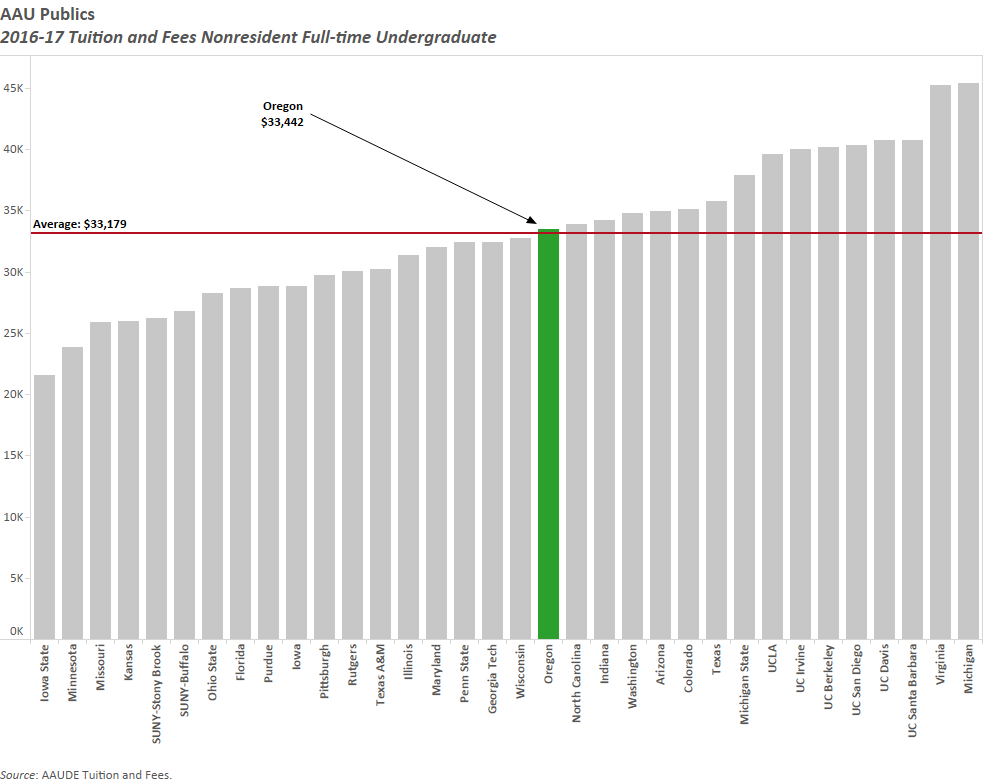 AAU Publics
2016-17 Tuition and Fees Nonresident Full-time Undergraduate
45K
40K
35K
30K
25K
20K
15K
10K
5K
0K
Oregon
$33,442
Average: $33,179
Iowa State
Minnesota
Missouri
Kansas
SUNY-Stony Brook
SUNY-Buffalo
Ohio State
Florida
Purdue
Iowa
Pittsburgh
Rutgers
Texas A&M
Illinois
Maryland
Penn State
Georgia Tech
Wisconsin
Oregon
North Carolina
Indiana
Washington
Arizona
Colorado
Texas
Michigan State
UCLA
UC Irvine
UC Berkeley
UC San Diego
UC Davis
UC Santa Barbara
Virginia
Michigan
Source: AAUDE Tuition and Fees.